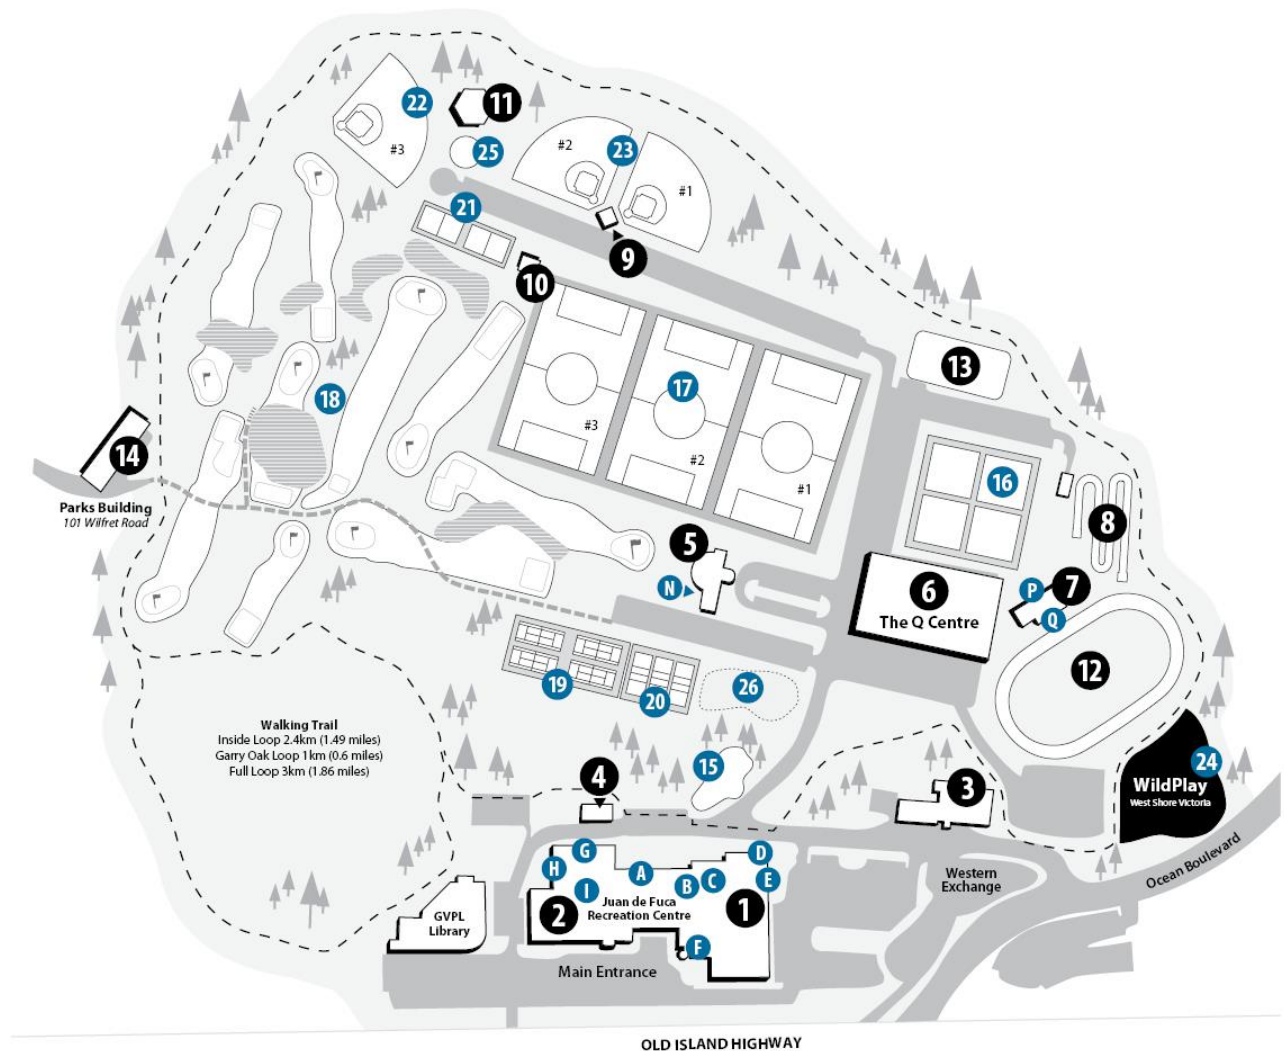 22
11
#2
23
#3
25
#1
21
9
10
13
17
18
#3
16
14
#2
#1
Parks Building
101 Wilfret Road
8
5
N
6
The Q Centre
P
7
Q
12
19
20
26
Walking Trail
Inside Loop 2.4km (1.49 miles)
Garry Oak Loop 1km (0.6 miles)
Full Loop 3km (1.86 miles)
15
4
3
24
WildPlay
West Shore Victoria
G
D
H
A
B
C
E
I
Juan de Fuca
Recreation Centre
2
1
GVPL
Library
F
Western
Exchange
Ocean Boulevard
Main Entrance
OLD ISLAND HIGHWAY